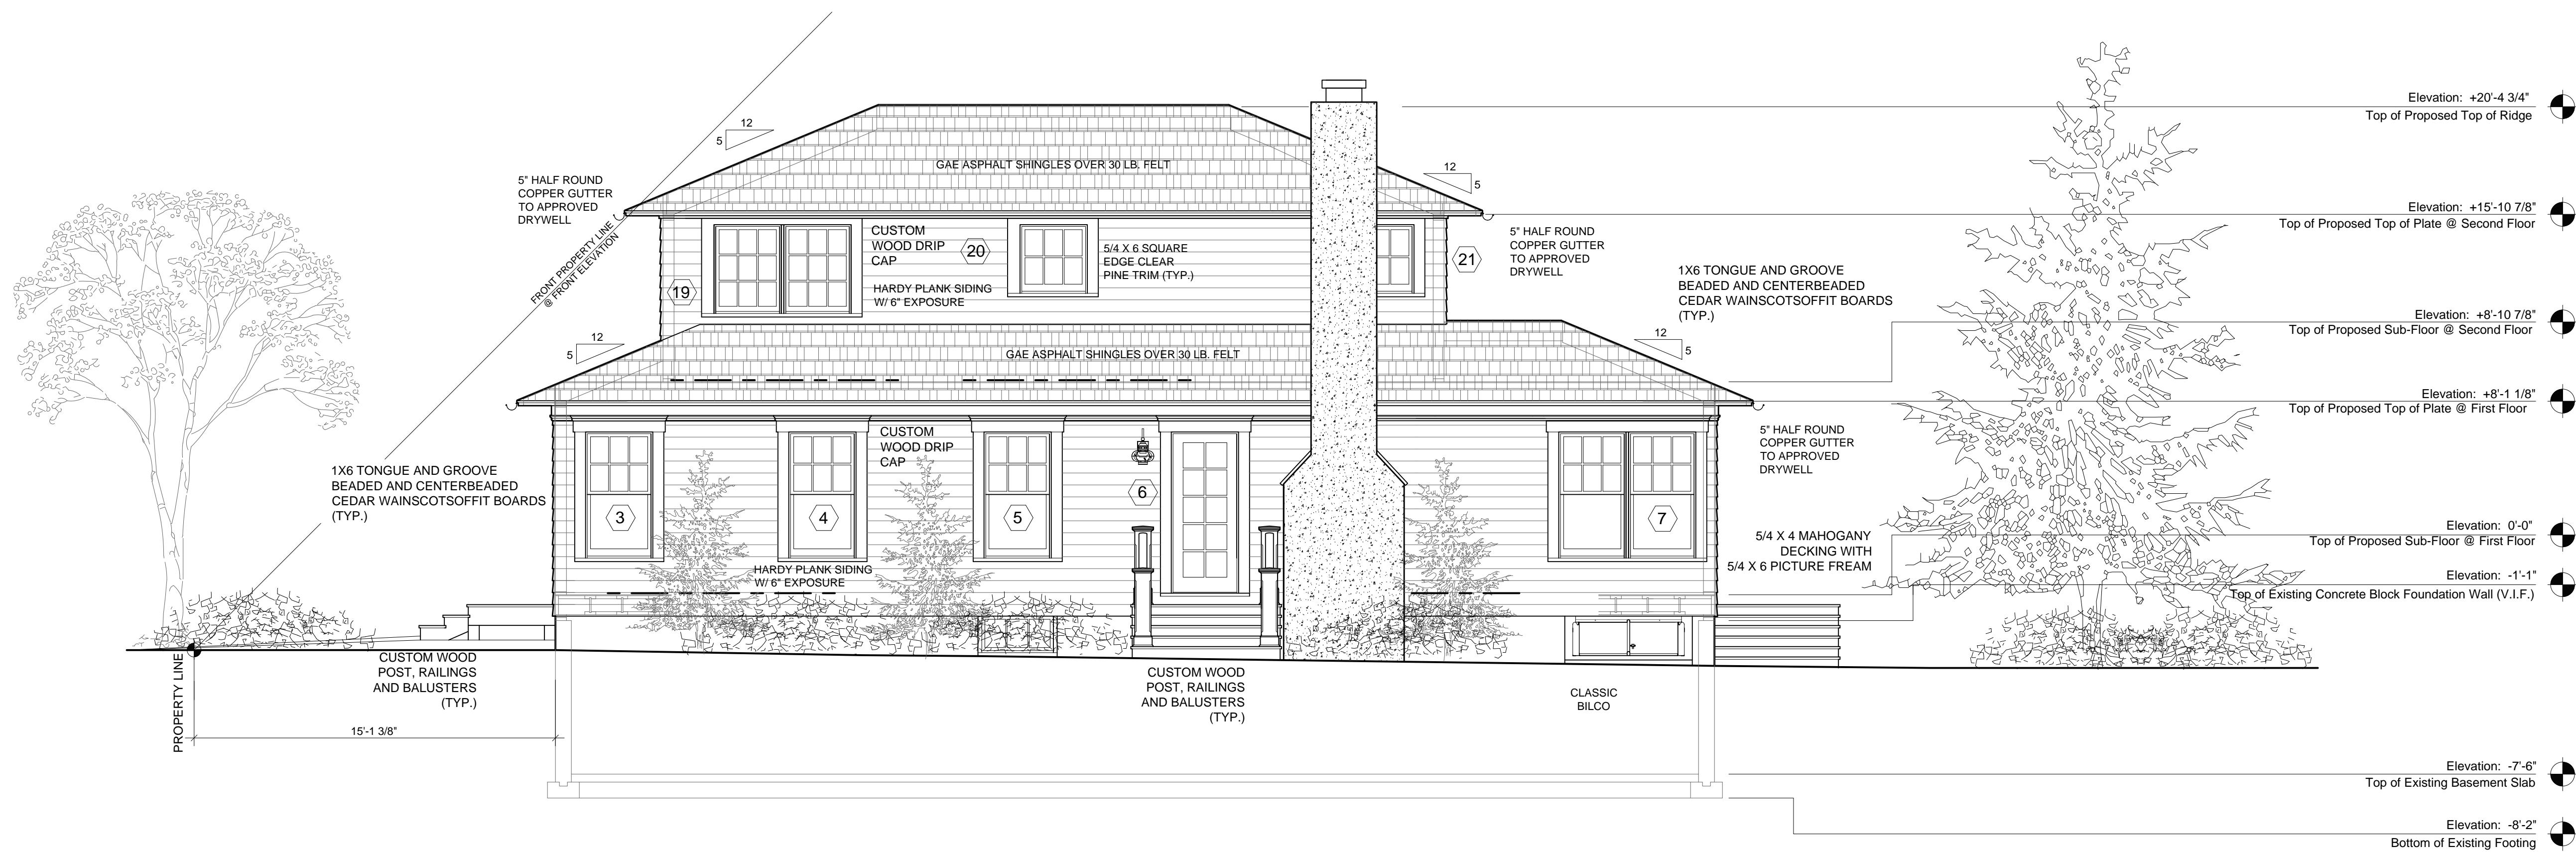 Elevation: +20'-4 3/4"
Top of Proposed Top of Ridge
12
5
GAE ASPHALT SHINGLES OVER 30 LB. FELT
12
5
5" HALF ROUND
COPPER GUTTER
TO APPROVED
DRYWELL
FRONT PROPERTY LINE
@ FRONT ELEVATION
Elevation: +15'-10 7/8"
Top of Proposed Top of Plate @ Second Floor
CUSTOM
WOOD DRIP
CAP
20
5/4 X 6 SQUARE
EDGE CLEAR
PINE TRIM (TYP.)
21
5" HALF ROUND
COPPER GUTTER
TO APPROVED
DRYWELL
19
HARDY PLANK SIDING
W/ 6" EXPOSURE
1X6 TONGUE AND GROOVE
BEADED AND CENTERBEADED
CEDAR WAINSCOTSOFFIT BOARDS
(TYP.)
Elevation: +8'-10 7/8"
Top of Proposed Sub-Floor @ Second Floor
12
5
GAE ASPHALT SHINGLES OVER 30 LB. FELT
12
5
Elevation: +8'-1 1/8"
Top of Proposed Top of Plate @ First Floor
CUSTOM
WOOD DRIP
CAP
5" HALF ROUND
COPPER GUTTER
TO APPROVED
DRYWELL
1X6 TONGUE AND GROOVE
BEADED AND CENTERBEADED
CEDAR WAINSCOTSOFFIT BOARDS
(TYP.)
3
4
5
6
7
5/4 X 4 MAHOGANY
DECKING WITH
5/4 X 6 PICTURE FREAM
Elevation: 0'-0"
Top of Proposed Sub-Floor @ First Floor
HARDY PLANK SIDING
W/ 6" EXPOSURE
Elevation: -1'-1"
Top of Existing Concrete Block Foundation Wall (V.I.F.)
PROPERTY LINE
CUSTOM WOOD
POST, RAILINGS
AND BALUSTERS
(TYP.)
CUSTOM WOOD
POST, RAILINGS
AND BALUSTERS
(TYP.)
CLASSIC
BILCO
15'-1 3/8"
Elevation: -7'-6"
Top of Existing Basement Slab
Elevation: -8'-2"
Bottom of Existing Footing